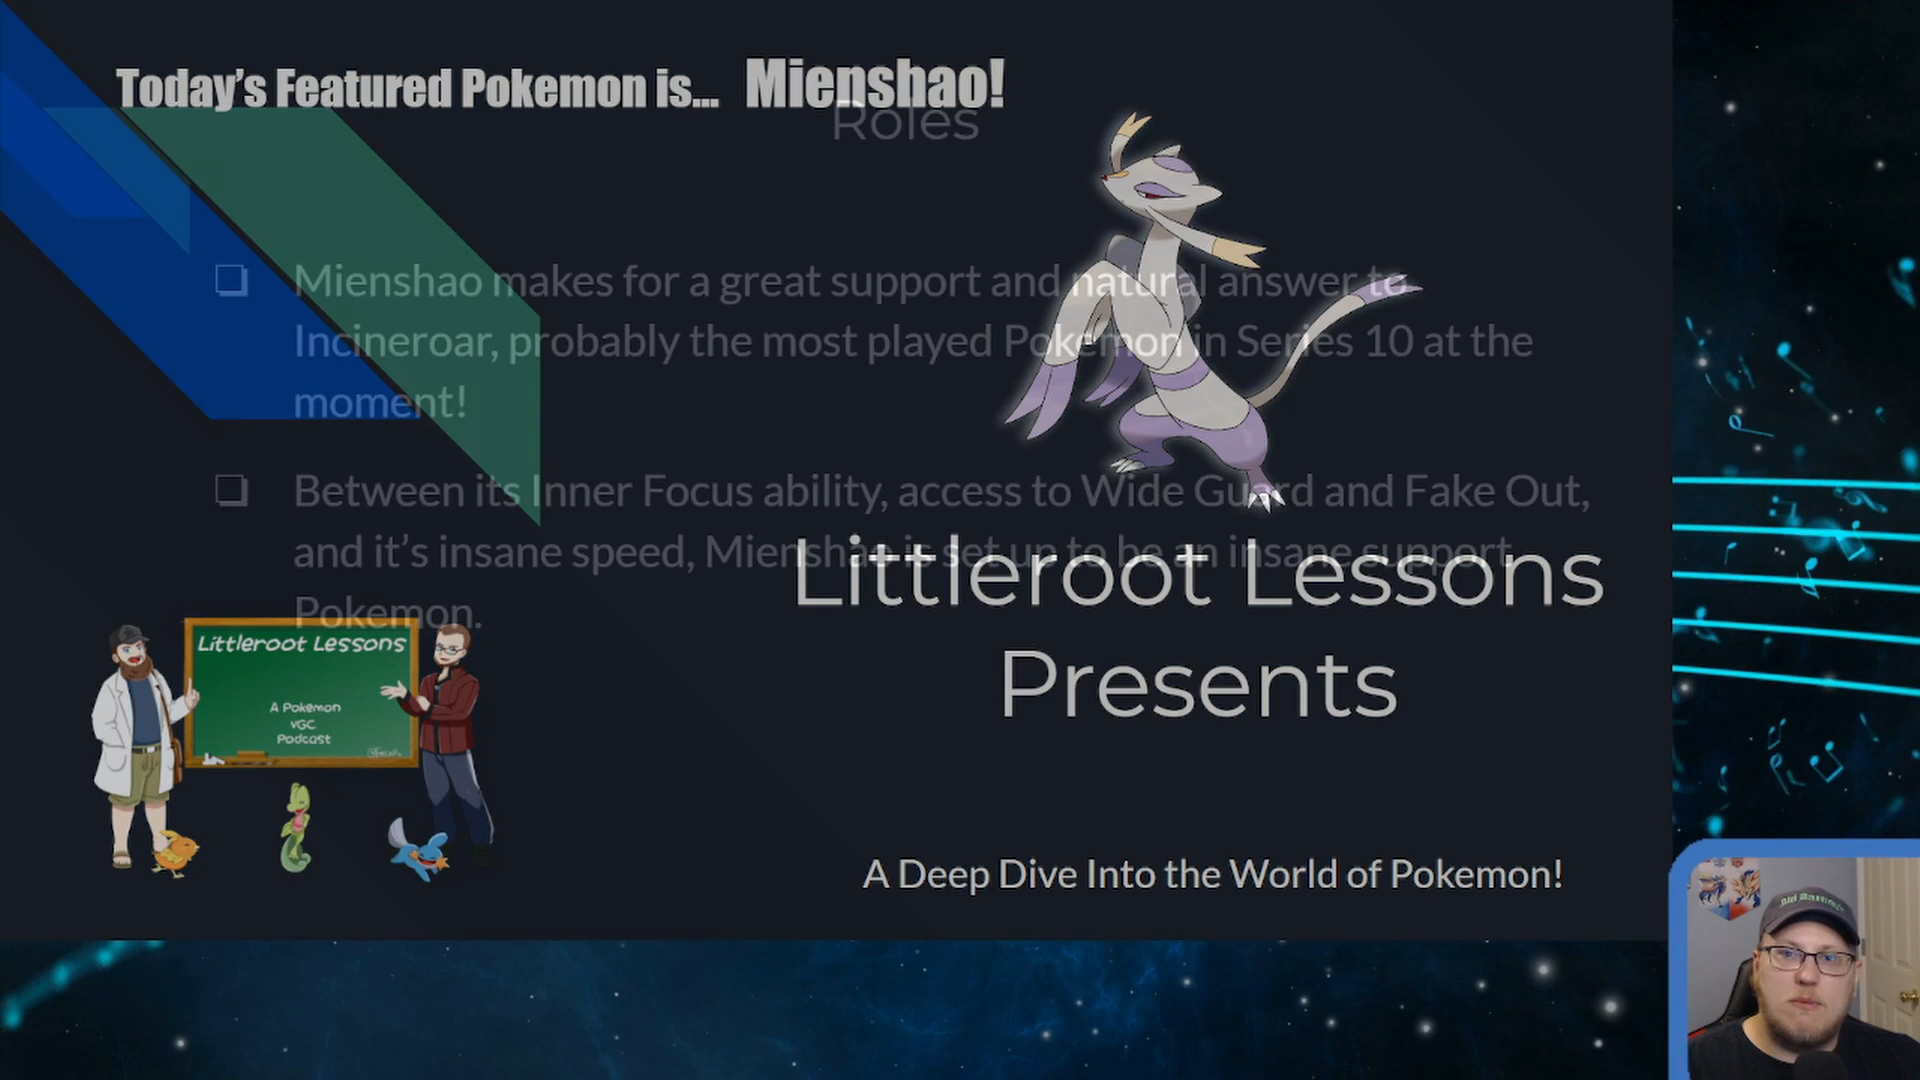 Today's Featured Pokemon is... Mienshao!
Roles
❑ Mienshao makes for a great support and natural answer to
Incineroar, probably the most played Pokemon in Series 10 at the
moment!
❑ Between its Inner Focus ability, access to Wide Guard and Fake Out,
and it's insane speed, Mienshao is set up to be an insane support
Pokemon.
Littleroot Lessons
Presents
Littleroot Lessons
A Pokemon
VGC
Podcast
A Deep Dive Into the World of Pokemon!